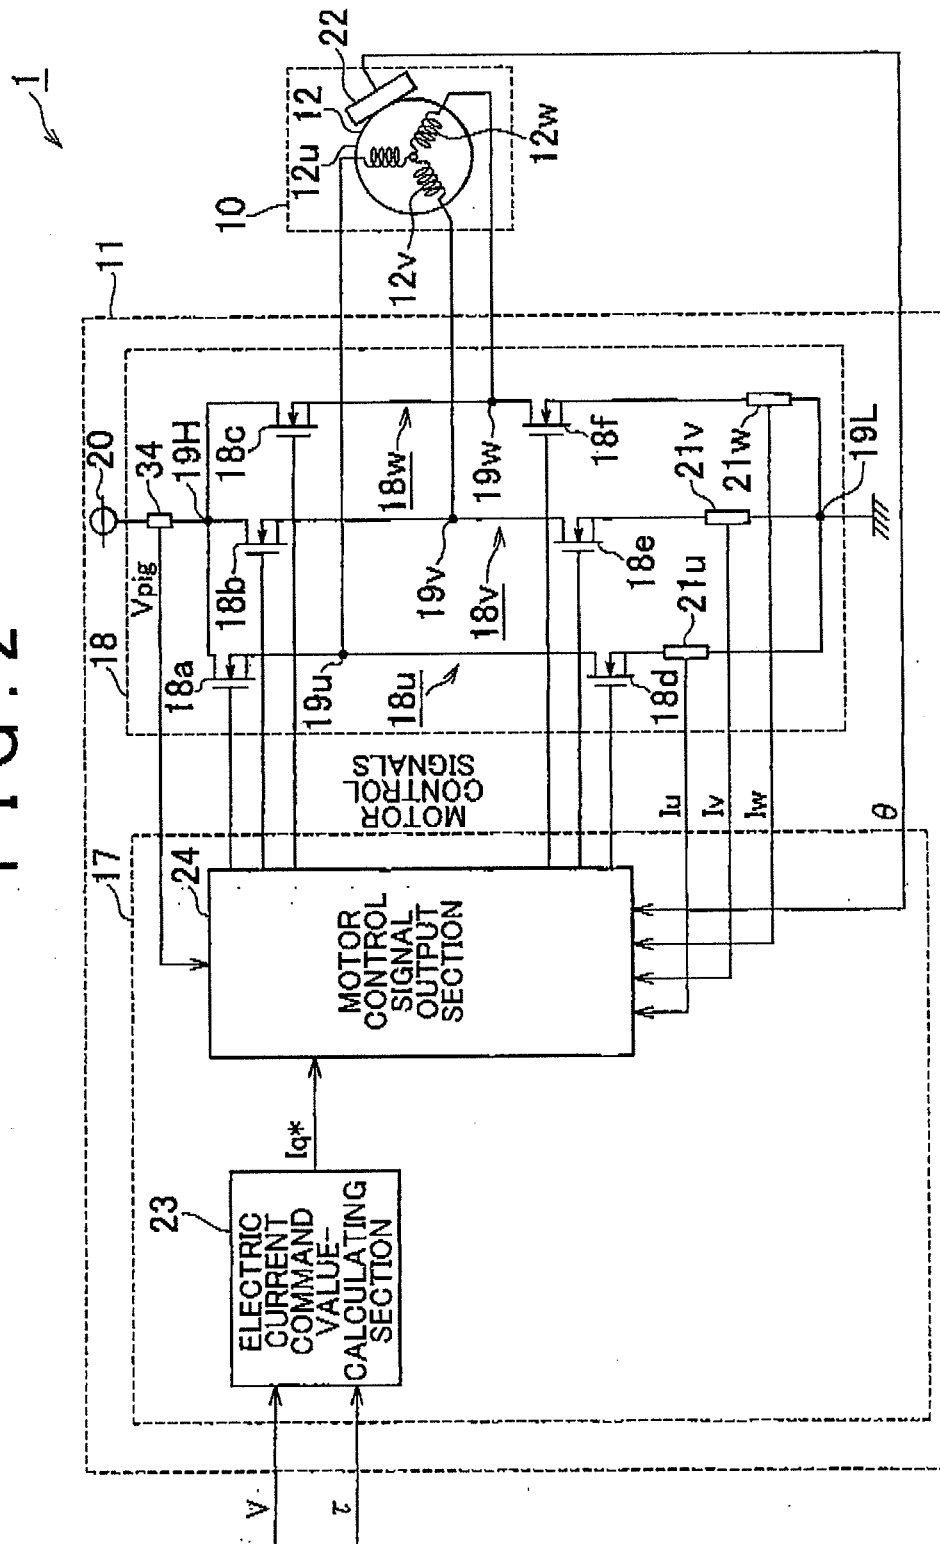 FIG. 2
1
11
18
20
34
Vpig
19H
18a
18b
18c
10
12u
12
22
12v
12w
19u
18u
19v
18v
18w
19w
18d
18e
18f
21u
21v
21w
19L
MOTOR
CONTROL
SIGNALS
17
24
MOTOR
CONTROL
SIGNAL
OUTPUT
SECTION
Iu
Iv
Iw
θ
23
ELECTRIC
CURRENT
COMMAND
VALUE-
CALCULATING
SECTION
Iq*
V
τ